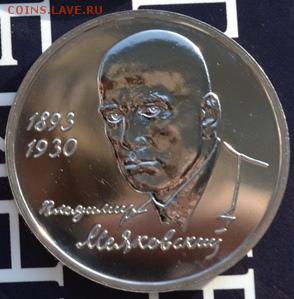 COINS.LAVE.RU
1893
1930
Владимир
Маяковский